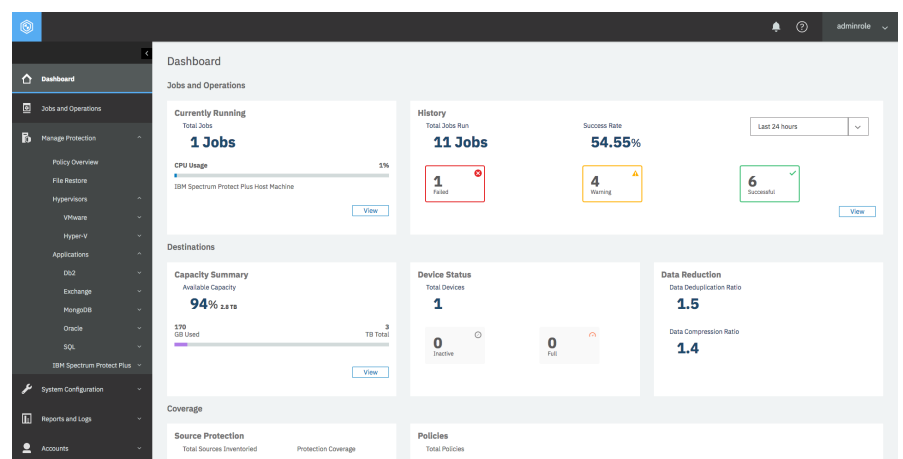 adminrole
Dashboard
Jobs and Operations
Manage Protection
Policy Overview
File Restore
Hypervisors
VMware
Hyper-V
Applications
Db2
Exchange
MongoDB
Oracle
SQL
IBM Spectrum Protect Plus
System Configuration
Reports and Logs
Accounts
Dashboard
Jobs and Operations
Currently Running
Total Jobs
1 Jobs
CPU Usage 1%
IBM Spectrum Protect Plus Host Machine
View
History
Total Jobs Run
11 Jobs
Success Rate
54.55%
Last 24 hours
1
Failed
4
Warning
6
Successful
View
Destinations
Capacity Summary
Available Capacity
94% 2.8 TB
170 3
GB Used TB Total
View
Device Status
Total Devices
1
0
Inactive
0
Full
Data Reduction
Data Deduplication Ratio
1.5
Data Compression Ratio
1.4
Coverage
Source Protection
Total Sources Inventoried Protection Coverage
Policies
Total Policies